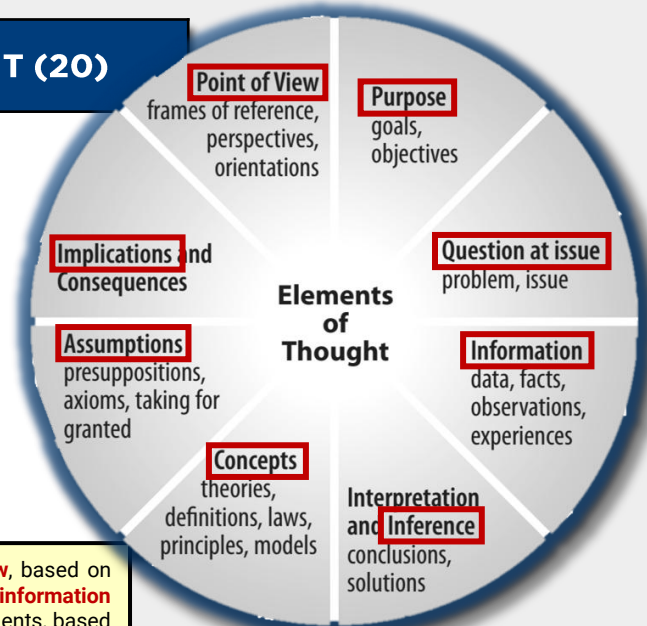 T (20)
Point of View
frames of reference,
perspectives,
orientations
Purpose
goals,
objectives
Implications and
Consequences
Question at issue
problem, issue
Elements
of
Thought
Assumptions
presuppositions,
axioms, taking for
granted
Information
data, facts,
observations,
experiences
Concepts
theories,
definitions, laws,
principles, models
Interpretation
and Inference
conclusions,
solutions
w, based on
information
ents, based